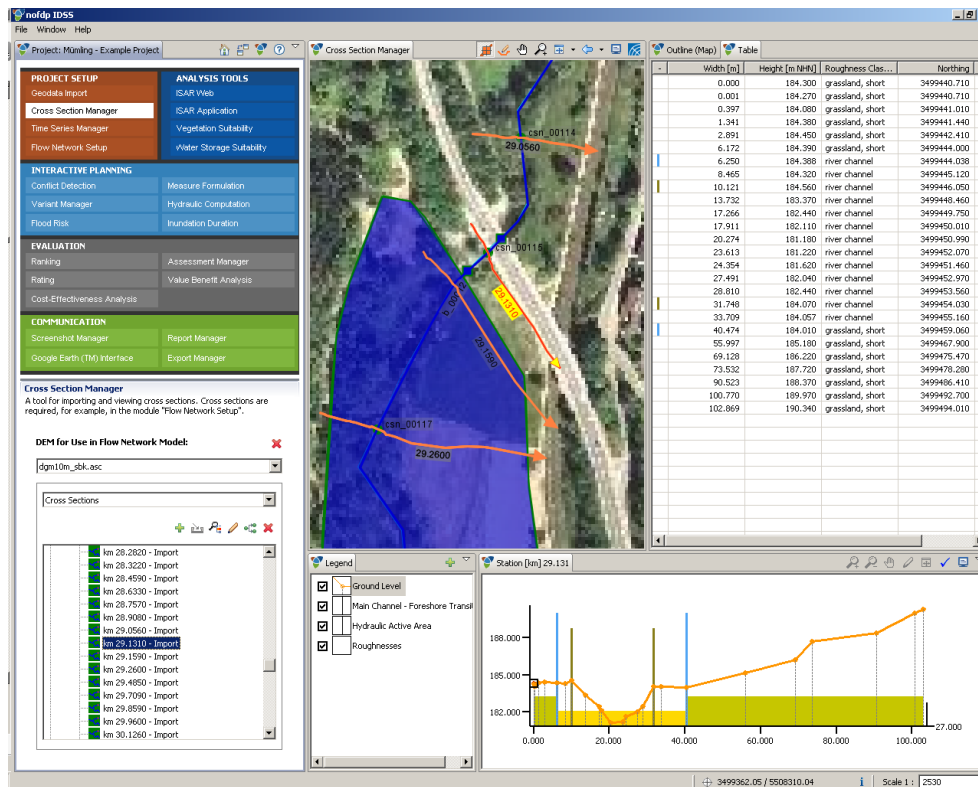 nofdp IDSS
File Window Help
Project: Mümling - Example Project
PROJECT SETUP
Geodata Import
Cross Section Manager
Time Series Manager
Flow Network Setup
ANALYSIS TOOLS
ISAR Web
ISAR Application
Vegetation Suitability
Water Storage Suitability
INTERACTIVE PLANNING
Conflict Detection
Measure Formulation
Variant Manager
Hydraulic Computation
Flood Risk
Inundation Duration
EVALUATION
Ranking
Assessment Manager
Rating
Value Benefit Analysis
Cost-Effectiveness Analysis
COMMUNICATION
Screenshot Manager
Report Manager
Google Earth (TM) Interface
Export Manager
Cross Section Manager
A tool for importing and viewing cross sections. Cross sections are
required, for example, in the module "Flow Network Setup".
DEM for Use in Flow Network Model:
dgm10m_sbk.asc
Cross Sections
km 28.2820 - Import
km 28.3220 - Import
km 28.4590 - Import
km 28.6330 - Import
km 28.7570 - Import
km 28.9080 - Import
km 29.0560 - Import
km 29.1310 - Import
km 29.1590 - Import
km 29.2600 - Import
km 29.4850 - Import
km 29.7090 - Import
km 29.8590 - Import
km 29.9600 - Import
km 30.1260 - Import
Cross Section Manager
csn_00114
29.0560
csn_00115
29.1310
29.1590
csn_00117
29.2600
Outline (Map)
Table
- Width [m] Height [m NHN] Roughness Clas... Northing
0.000 184.300 grassland, short 3499440.710
0.001 184.270 grassland, short 3499440.710
0.397 184.080 grassland, short 3499441.010
1.341 184.380 grassland, short 3499441.440
2.891 184.450 grassland, short 3499442.410
6.172 184.390 grassland, short 3499444.000
6.250 184.388 river channel 3499444.038
8.465 184.320 river channel 3499445.120
10.121 184.560 river channel 3499446.050
13.732 183.370 river channel 3499448.460
17.266 182.440 river channel 3499449.750
17.911 182.110 river channel 3499450.010
20.274 181.180 river channel 3499450.990
23.613 181.220 river channel 3499452.070
24.354 181.620 river channel 3499451.460
27.491 182.040 river channel 3499452.970
28.810 182.440 river channel 3499453.560
31.748 184.070 river channel 3499454.030
33.709 184.057 river channel 3499455.160
40.474 184.010 grassland, short 3499459.060
55.997 185.180 grassland, short 3499467.900
69.128 186.220 grassland, short 3499475.470
73.532 187.720 grassland, short 3499478.280
90.523 188.370 grassland, short 3499486.410
100.770 189.970 grassland, short 3499492.700
102.869 190.340 grassland, short 3499494.010
Legend
Ground Level
Main Channel - Foreshore Transit
Hydraulic Active Area
Roughnesses
Station [km] 29.131
188.000
185.000
182.000
27.000
0.000 20.000 40.000 60.000 80.000 100.000
3499362.05 / 5508310.04
Scale 1 : 2530